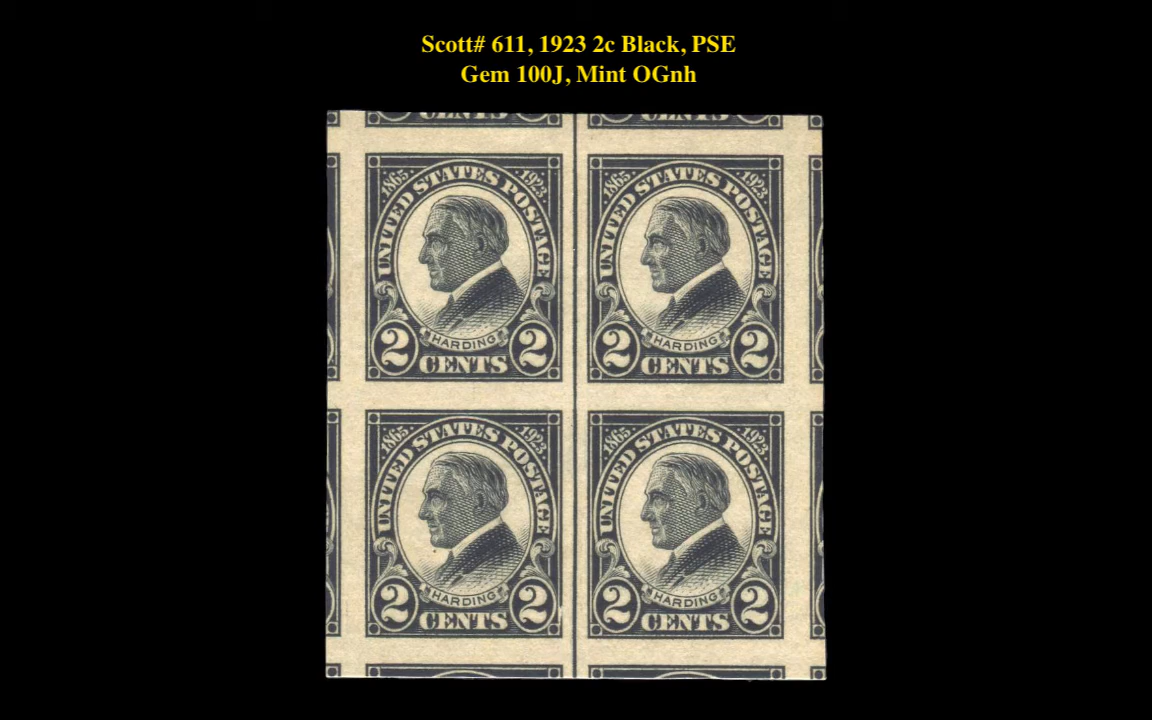 Scott# 611, 1923 2c Black, PSE
Gem 100J, Mint OGnh
CENTS CENTS
1865 1923 1865 1923
UNITED STATES POSTAGE UNITED STATES POSTAGE
HARDING HARDING
2 CENTS 2 2 CENTS 2
1865 1923 1865 1923
UNITED STATES POSTAGE UNITED STATES POSTAGE
HARDING HARDING
2 CENTS 2 2 CENTS 2